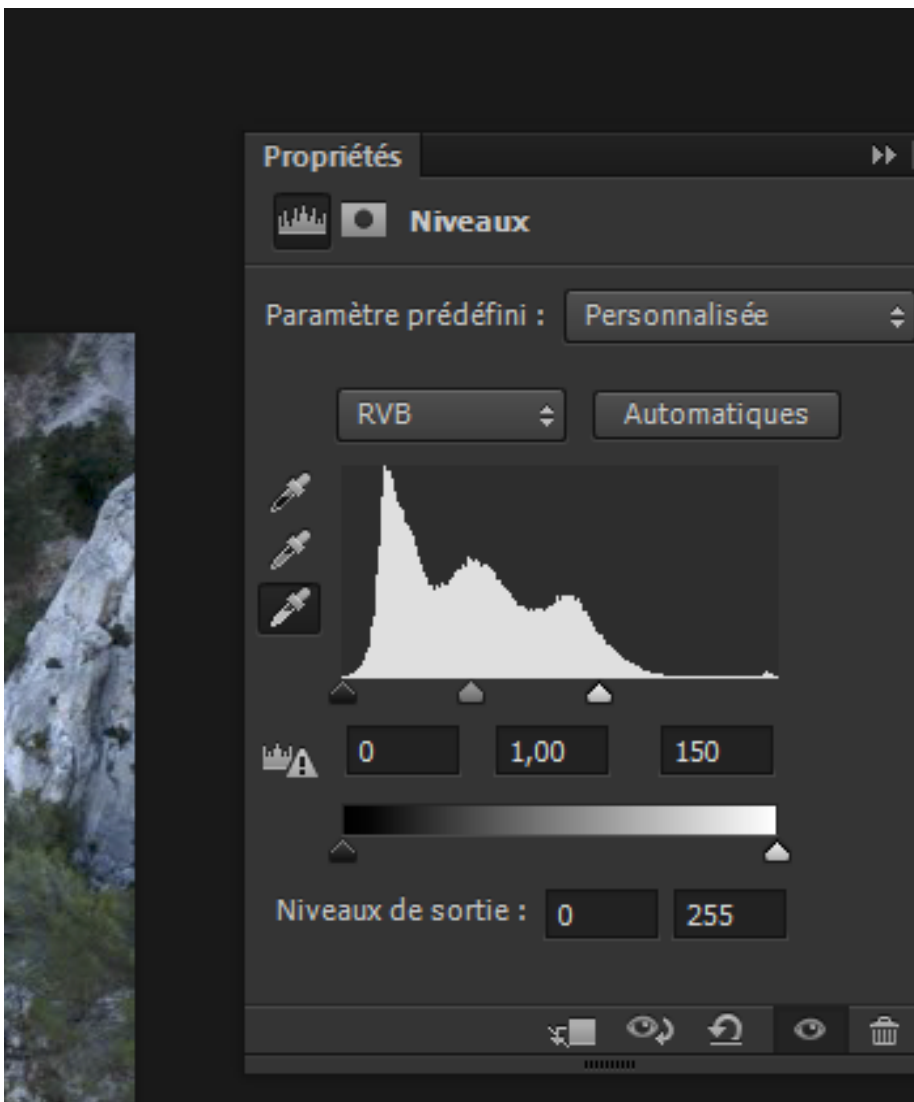 Propriétés
Niveaux
Paramètre prédéfini : Personnalisée
RVB Automatiques
0 1,00 150
Niveaux de sortie : 0 255